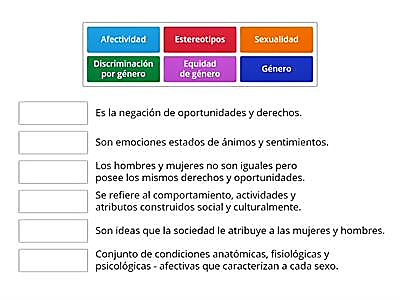 Afectividad
Estereotipos
Sexualidad
Discriminación
por género
Equidad
de género
Género
Es la negación de oportunidades y derechos.
Son emociones estados de ánimos y sentimientos.
Los hombres y mujeres no son iguales pero
posee los mismos derechos y oportunidades.
Se refiere al comportamiento, actividades y
atributos construidos social y culturalmente.
Son ideas que la sociedad le atribuye a las mujeres y hombres.
Conjunto de condiciones anatómicas, fisiológicas y
psicológicas - afectivas que caracterizan a cada sexo.